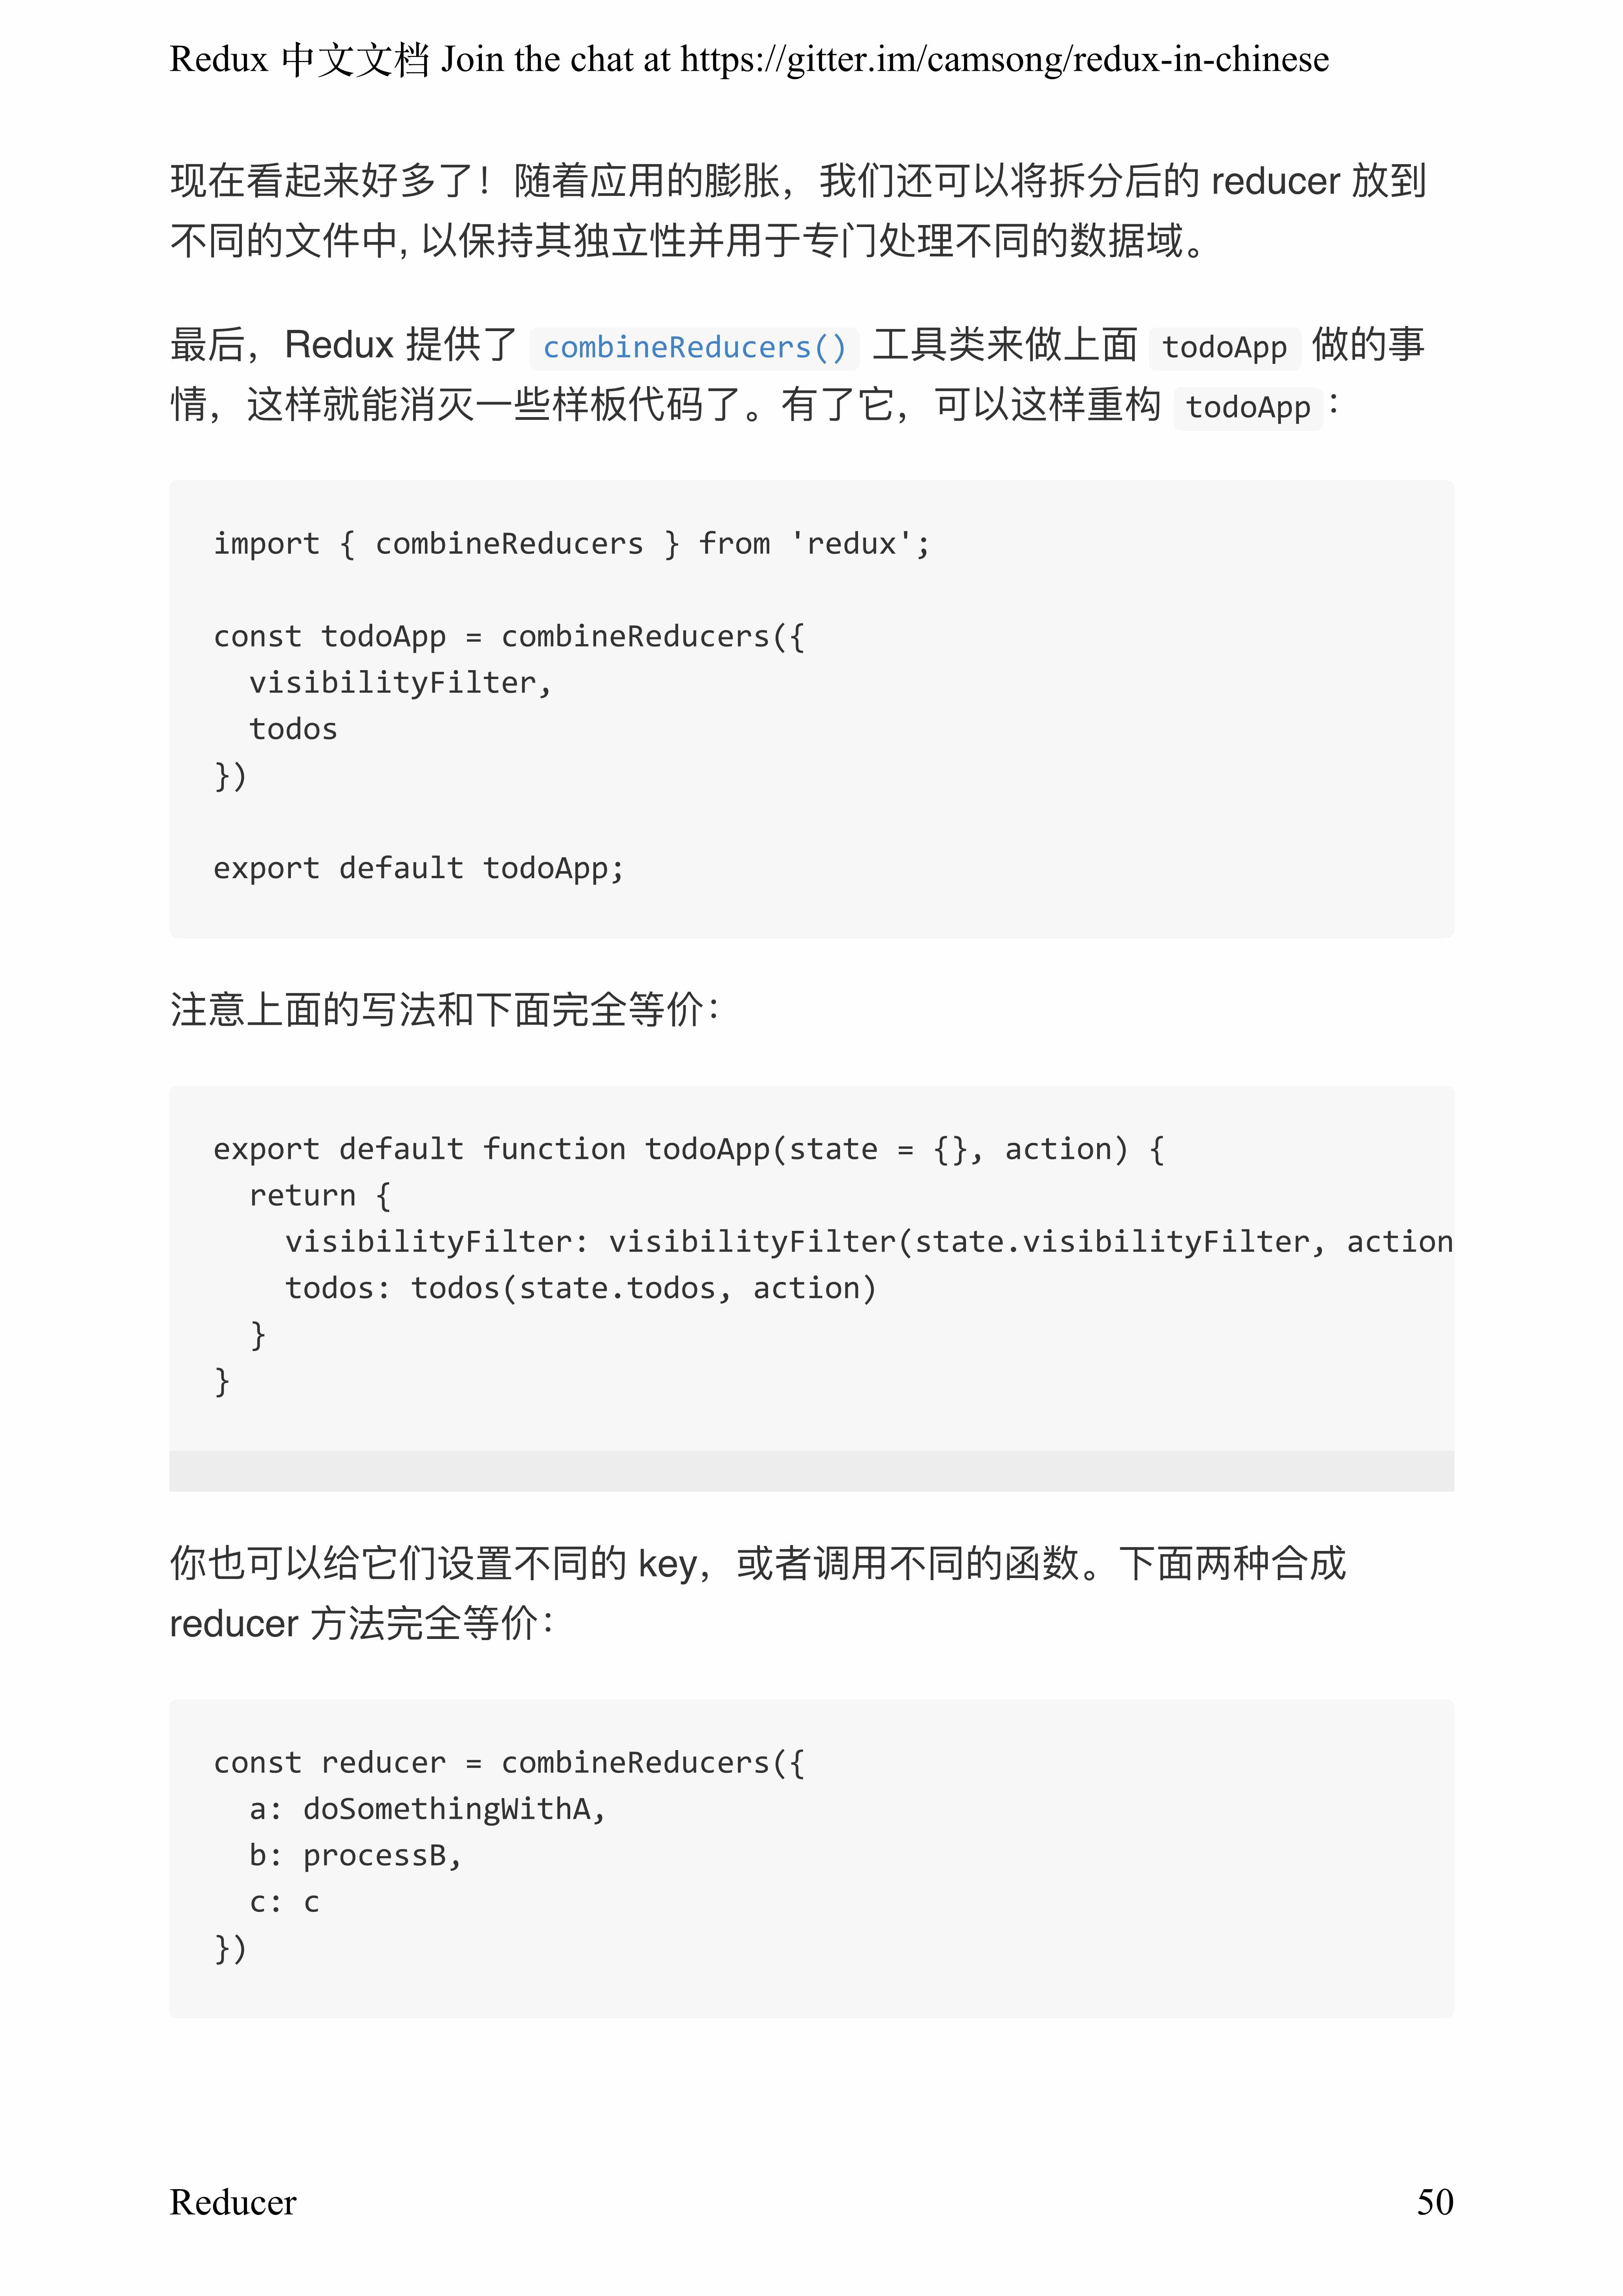 Redux 中文文档 Join the chat at https://gitter.im/camsong/redux-in-chinese
现在看起来好多了！随着应用的膨胀，我们还可以将拆分后的 reducer 放到
不同的文件中, 以保持其独立性并用于专门处理不同的数据域。
最后，Redux 提供了 combineReducers() 工具类来做上面 todoApp 做的事
情，这样就能消灭一些样板代码了。有了它，可以这样重构 todoApp：
import { combineReducers } from 'redux';
const todoApp = combineReducers({
  visibilityFilter,
  todos
})
export default todoApp;
注意上面的写法和下面完全等价：
export default function todoApp(state = {}, action) {
  return {
    visibilityFilter: visibilityFilter(state.visibilityFilter, action
    todos: todos(state.todos, action)
  }
}
你也可以给它们设置不同的 key，或者调用不同的函数。下面两种合成
reducer 方法完全等价：
const reducer = combineReducers({
  a: doSomethingWithA,
  b: processB,
  c: c
})
Reducer 50